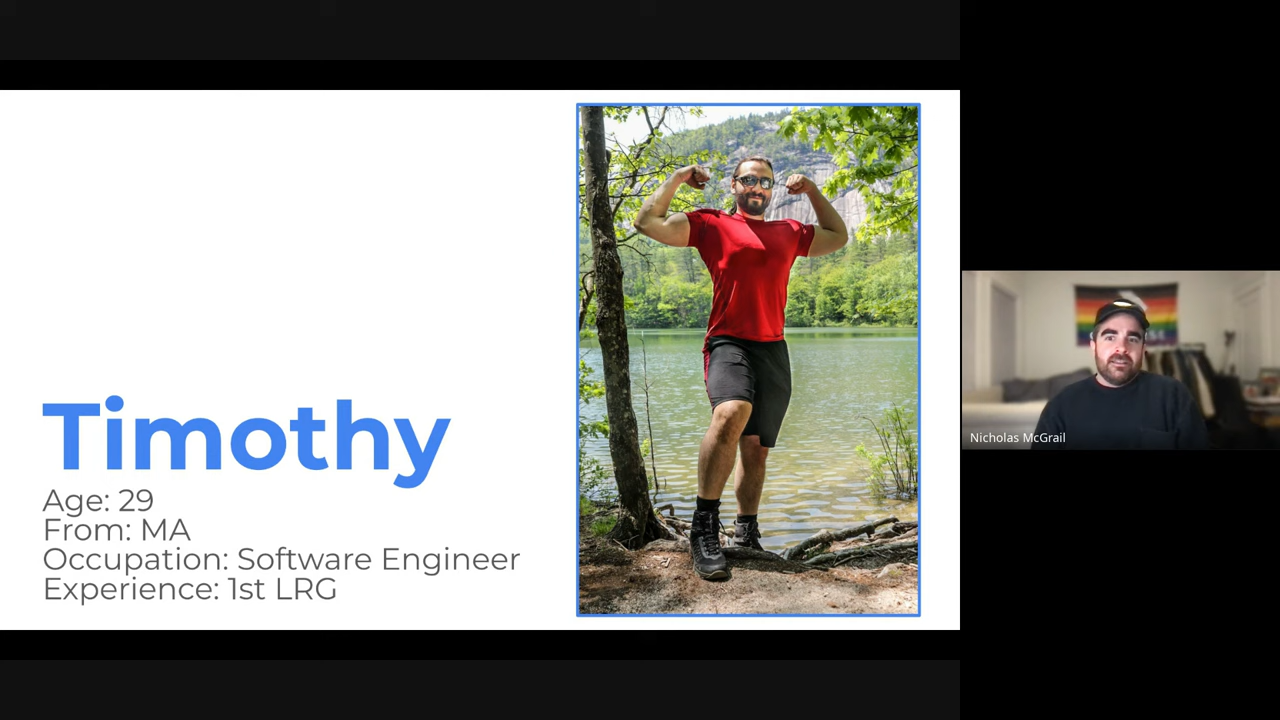 Timothy
Age: 29
From: MA
Occupation: Software Engineer
Experience: 1st LRG
Nicholas McGrail